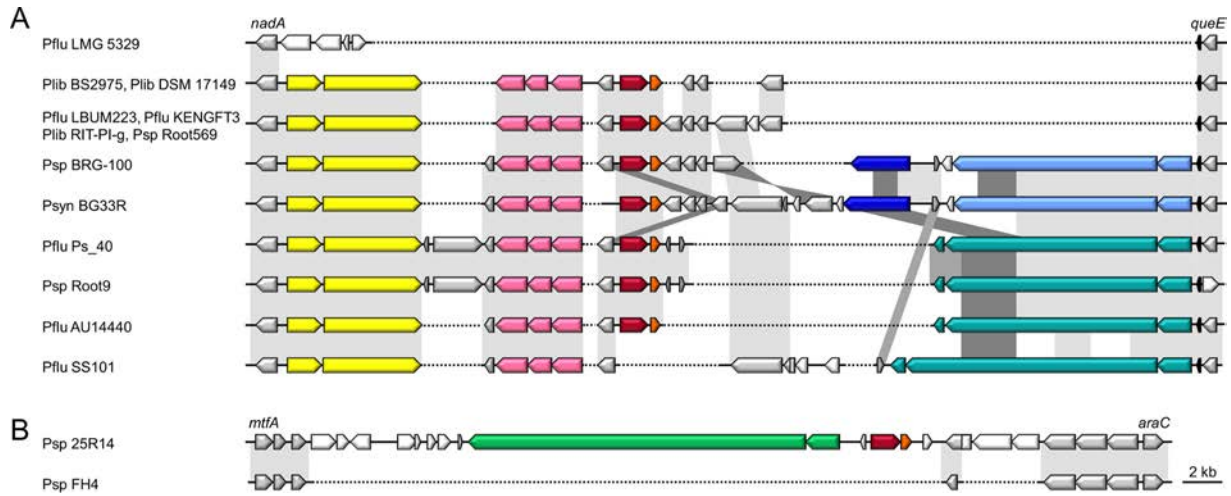 A
nadA
queE
Pflu LMG 5329
Plib BS2975, Plib DSM 17149
Pflu LBUM223, Pflu KENGFT3
Plib RIT-PI-g, Psp Root569
Psp BRG-100
Psyn BG33R
Pflu Ps_40
Psp Root9
Pflu AU14440
Pflu SS101
B
mtfA
araC
Psp 25R14
Psp FH4
2 kb